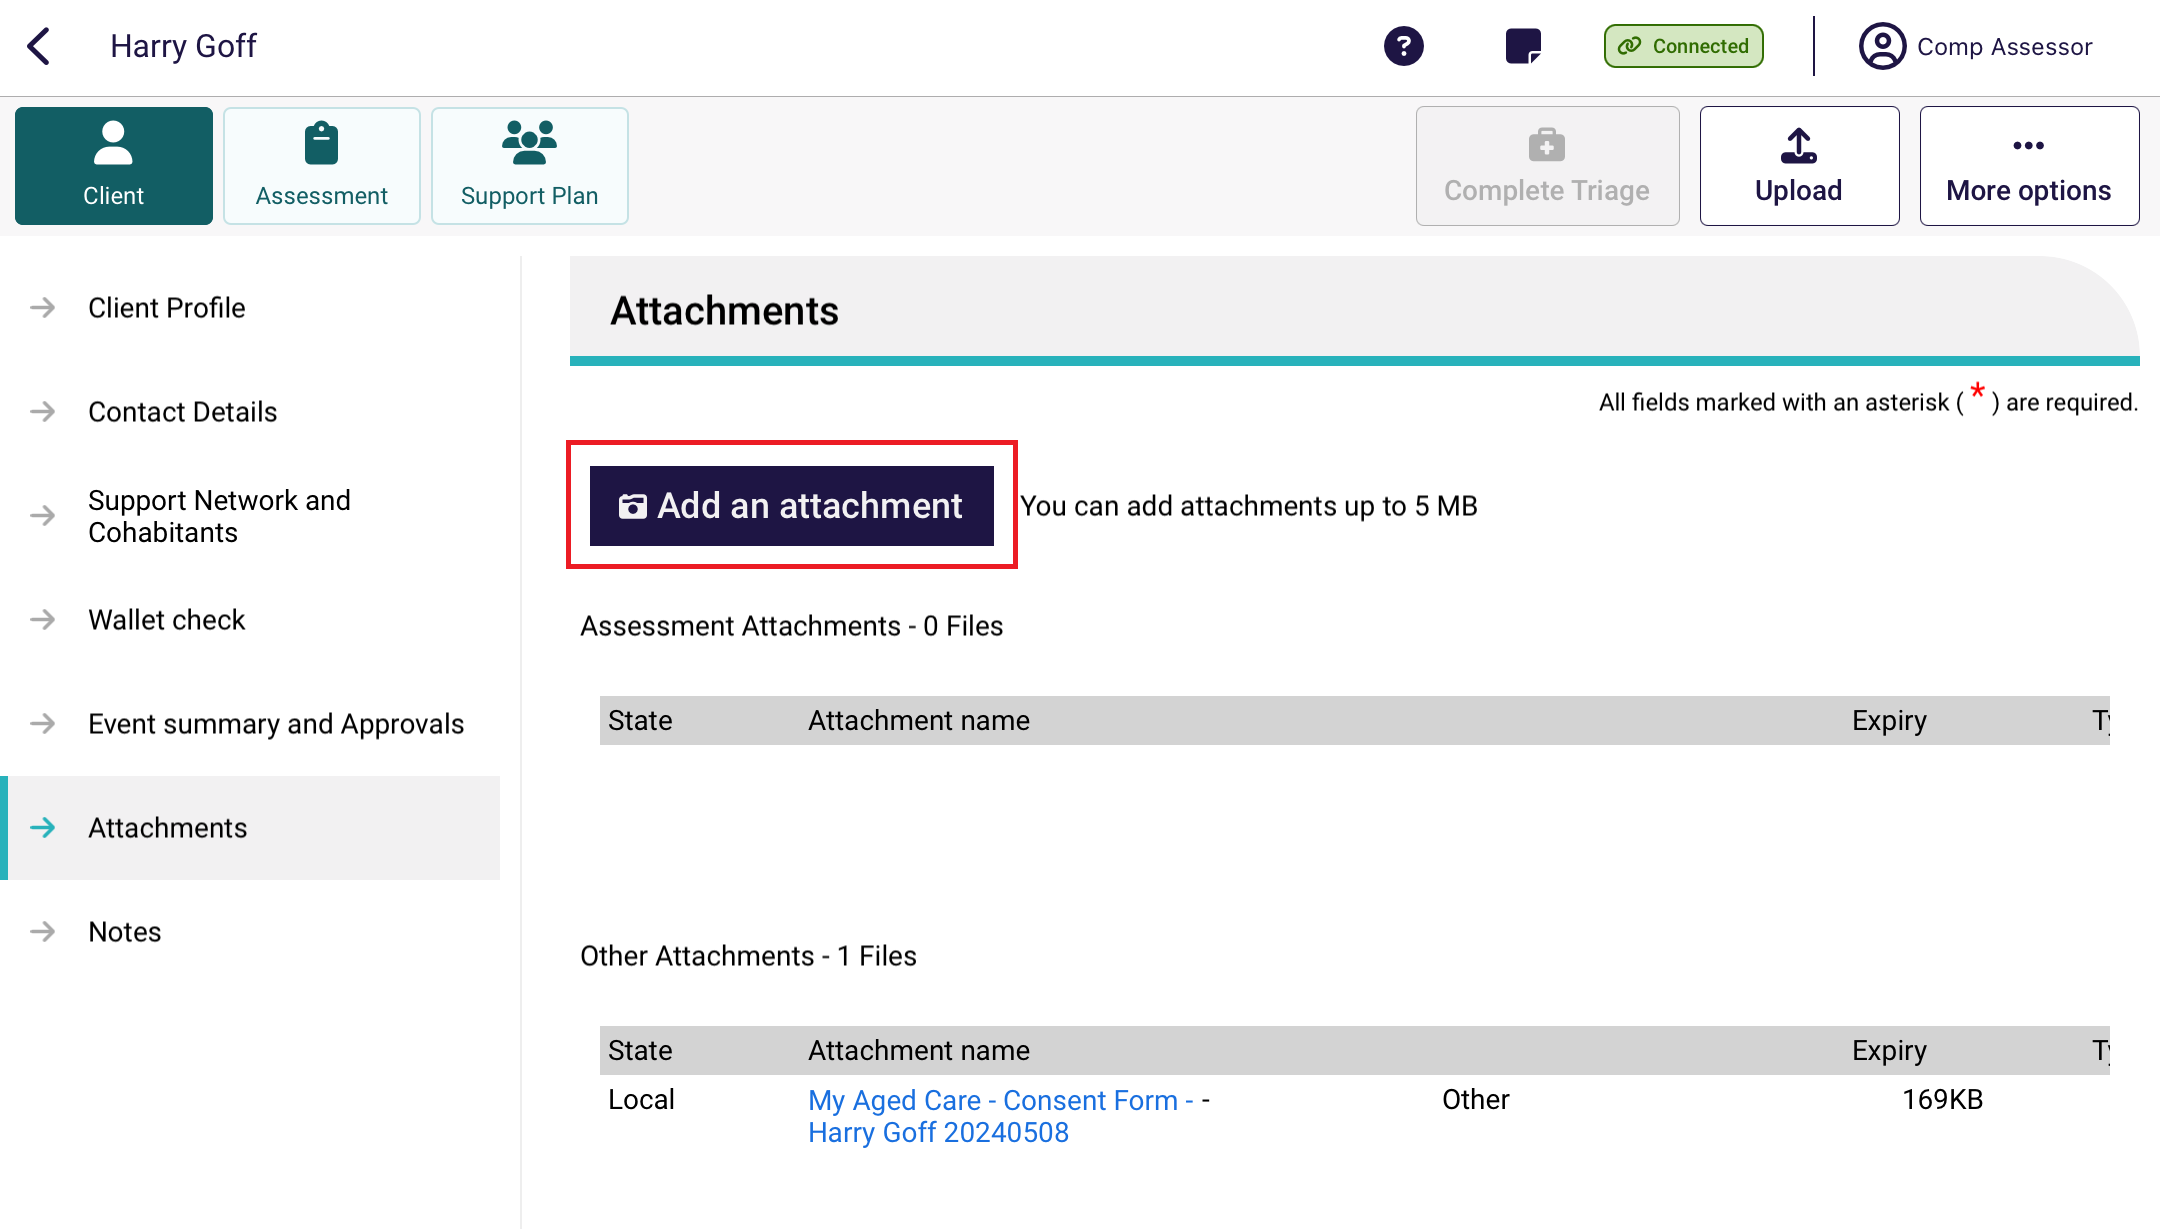 Harry Goff
?
Connected
Comp Assessor
Client
Assessment
Support Plan
Complete Triage
Upload
More options
Client Profile
Contact Details
Support Network and
Cohabitants
Wallet check
Event summary and Approvals
Attachments
Notes
Attachments
All fields marked with an asterisk ( * ) are required.
Add an attachment
You can add attachments up to 5 MB
Assessment Attachments - 0 Files
State Attachment name Expiry
Other Attachments - 1 Files
State Attachment name Expiry
Local My Aged Care - Consent Form - - Other 169KB
Harry Goff 20240508